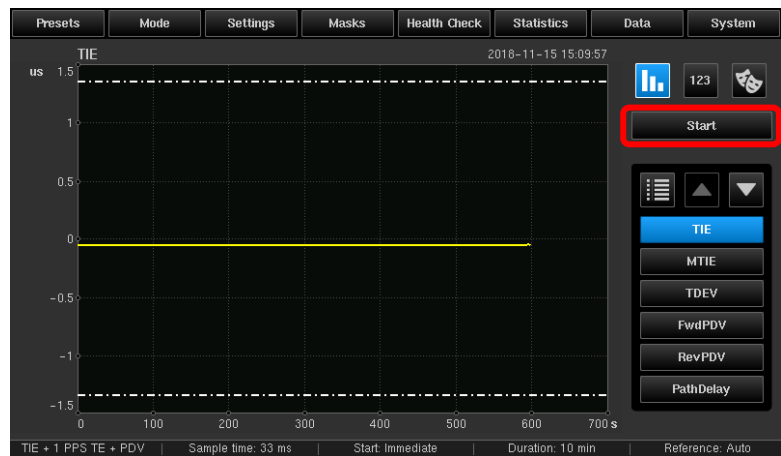 Presets Mode Settings Masks Health Check Statistics Data System
TIE 2018-11-15 15:09:57
us 1.5
1
0.5
0
-0.5
-1
-1.5
0 100 200 300 400 500 600 700 s
123
Start
TIE
MTIE
TDEV
FwdPDV
RevPDV
PathDelay
TIE + 1 PPS TE + PDV | Sample time: 33 ms | Start: Immediate | Duration: 10 min | Reference: Auto